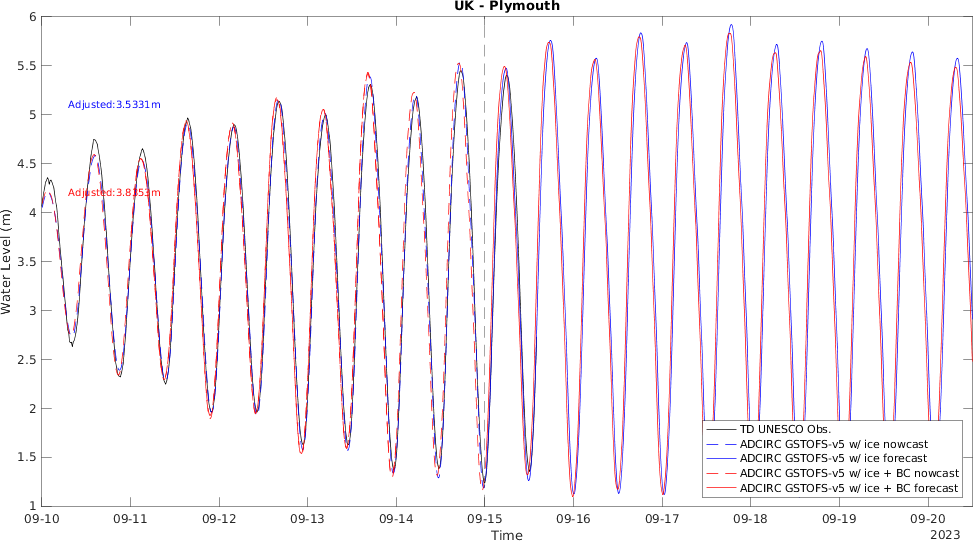 UK - Plymouth
6
5.5
5
4.5
4
3.5
3
2.5
2
1.5
1
Water Level (m)
Adjusted:3.5331m
Adjusted:3.8153m
TD UNESCO Obs.
ADCIRC GSTOFS-v5 w/ ice nowcast
ADCIRC GSTOFS-v5 w/ ice forecast
ADCIRC GSTOFS-v5 w/ ice + BC nowcast
ADCIRC GSTOFS-v5 w/ ice + BC forecast
09-10 09-11 09-12 09-13 09-14 09-15 09-16 09-17 09-18 09-19 09-20
Time
2023